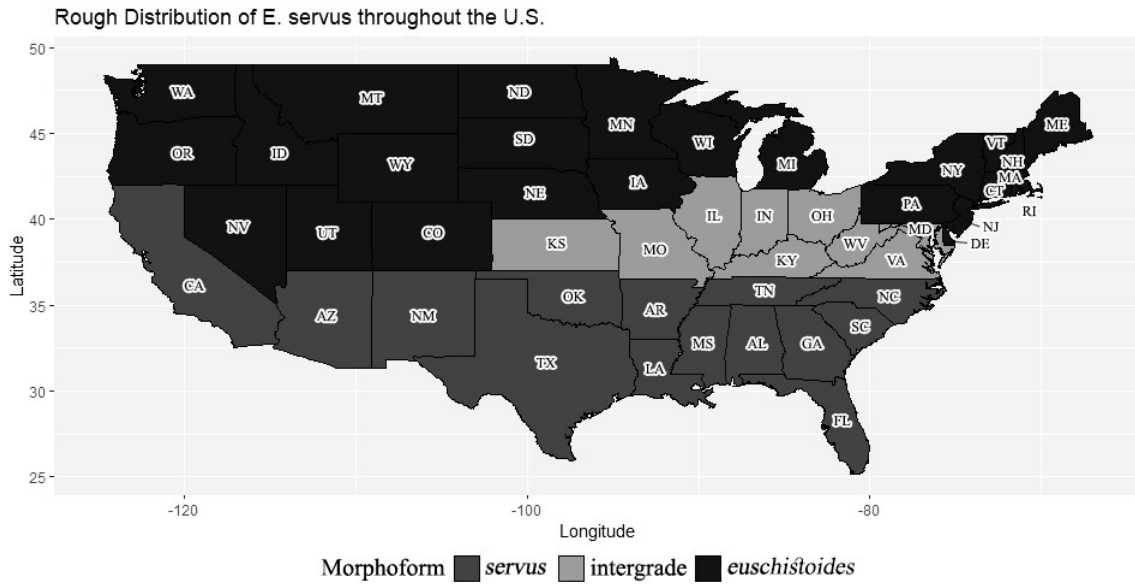 Rough Distribution of E. servus throughout the U.S.
50
45
40
35
30
25
Latitude
WA
MT
ND
MN
ME
OR
ID
WY
SD
WI
MI
NY
VT
NH
MA
CT
RI
NV
UT
CO
NE
IA
PA
NJ
IL
IN
OH
MD
DE
CA
KS
MO
WV
KY
VA
AZ
NM
OK
AR
TN
NC
TX
LA
MS
AL
GA
SC
FL
-120
-100
-80
Longitude
Morphoform servus intergrade euschistoides